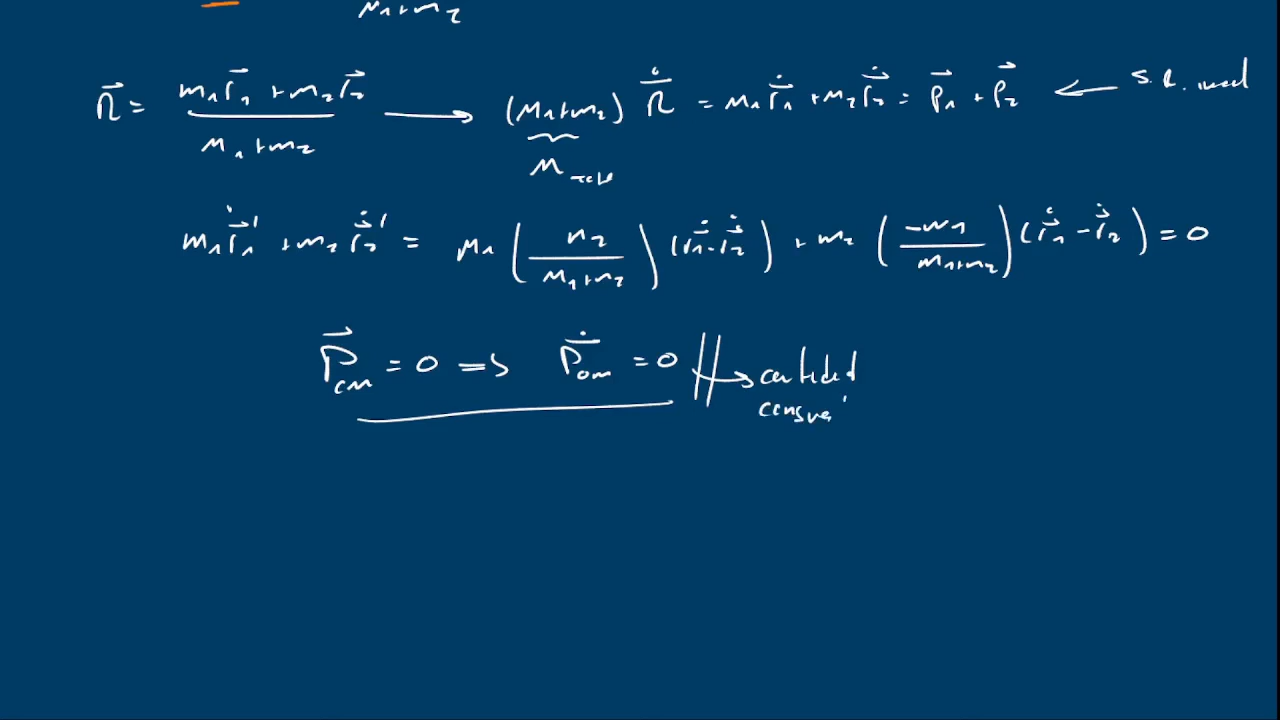 m₁+m₂
R⃗ = (m₁r⃗₁ + m₂r⃗₂)/(m₁+m₂) → (m₁+m₂) Ṙ⃗ = m₁ṙ⃗₁ + m₂ṙ⃗₂ = p⃗₁ + p⃗₂ ← S.R.
M
m₁ṙ⃗₁' + m₂ṙ⃗₂' = m₁ (m₂/(m₁+m₂)) (ṙ⃗₁ - ṙ⃗₂) + m₂ (-m₁/(m₁+m₂)) (ṙ⃗₁ - ṙ⃗₂) = 0
P⃗cm = 0 ⇒ Ṗ⃗cm = 0 → cantidad